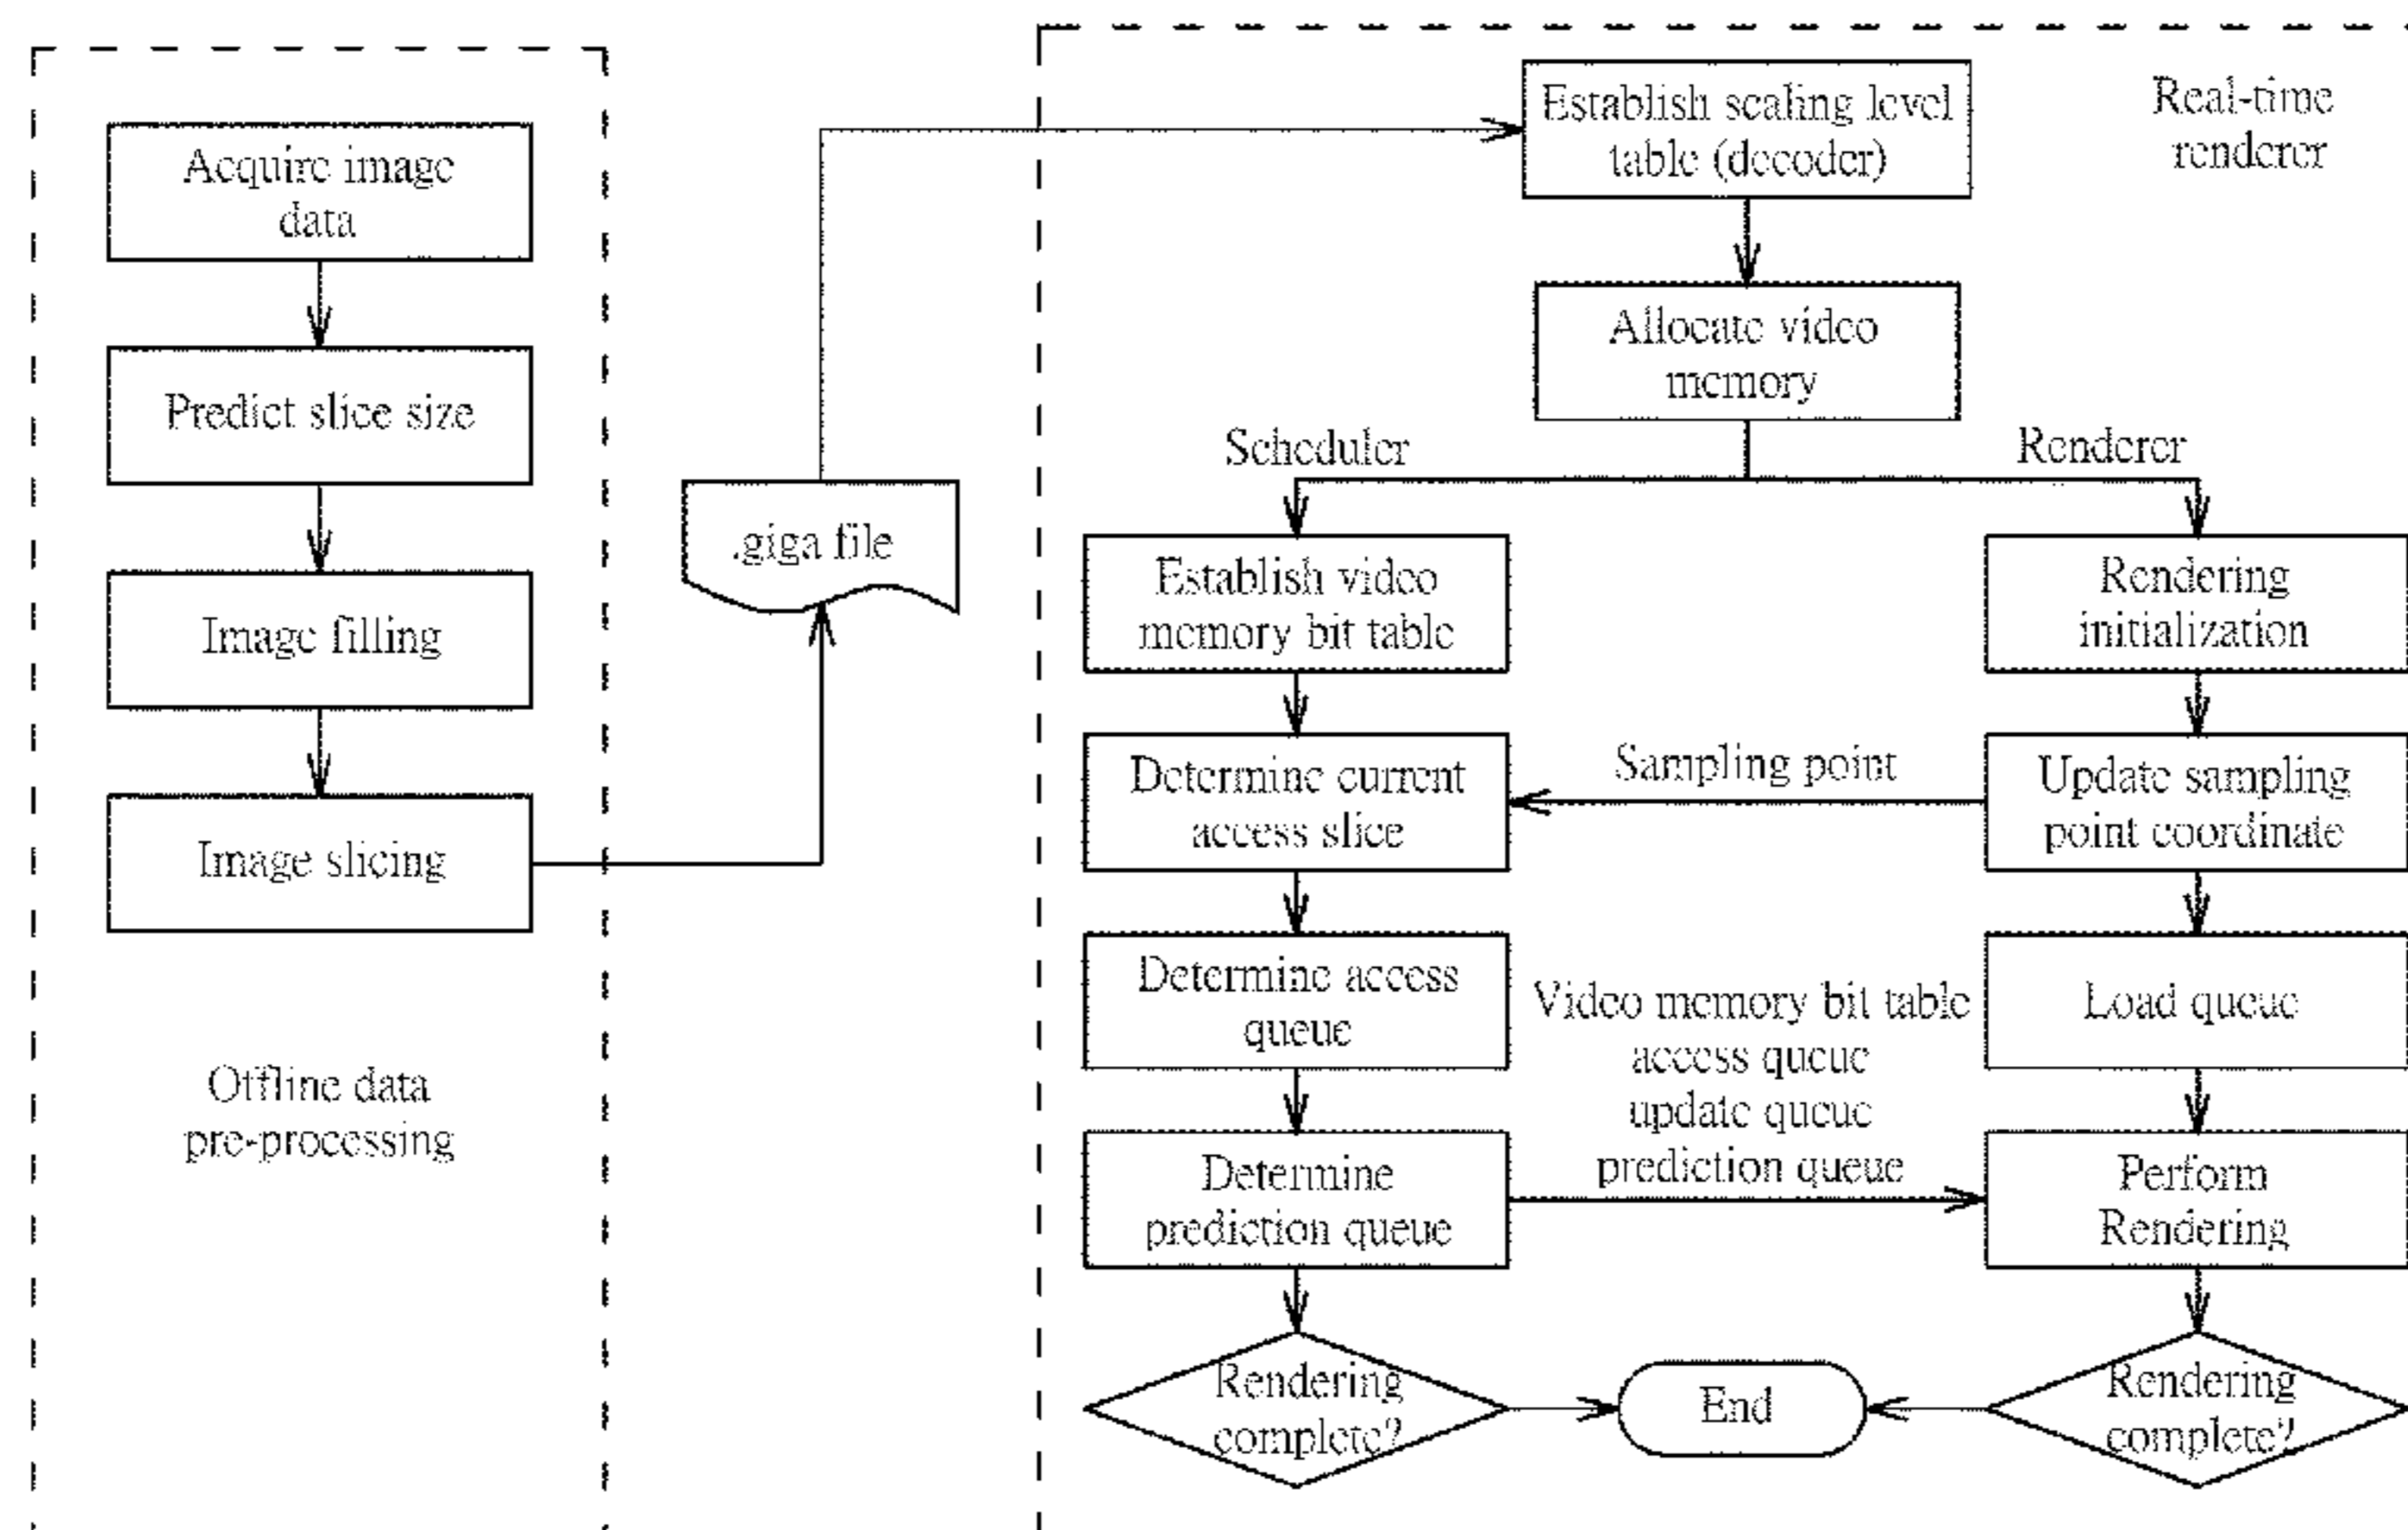 Acquire image
data
Predict slice size
Image filling
Image slicing
Offline data
pre-processing
.giga file
Real-time
renderer
Establish scaling level
table (decoder)
Allocate video
memory
Scheduler
Renderer
Establish video
memory bit table
Rendering
initialization
Determine current
access slice
Sampling point
Update sampling
point coordinate
Determine access
queue
Video memory bit table
access queue
update queue
prediction queue
Load queue
Determine
prediction queue
Perform
Rendering
Rendering
complete?
End
Rendering
complete?